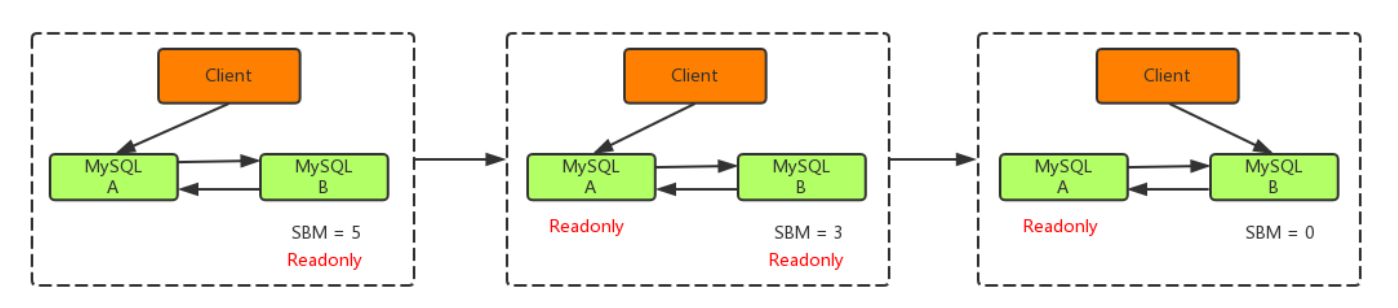 Client
MySQL
A
MySQL
B
SBM = 5
Readonly
Client
MySQL
A
MySQL
B
Readonly
SBM = 3
Readonly
Client
MySQL
A
MySQL
B
Readonly
SBM = 0